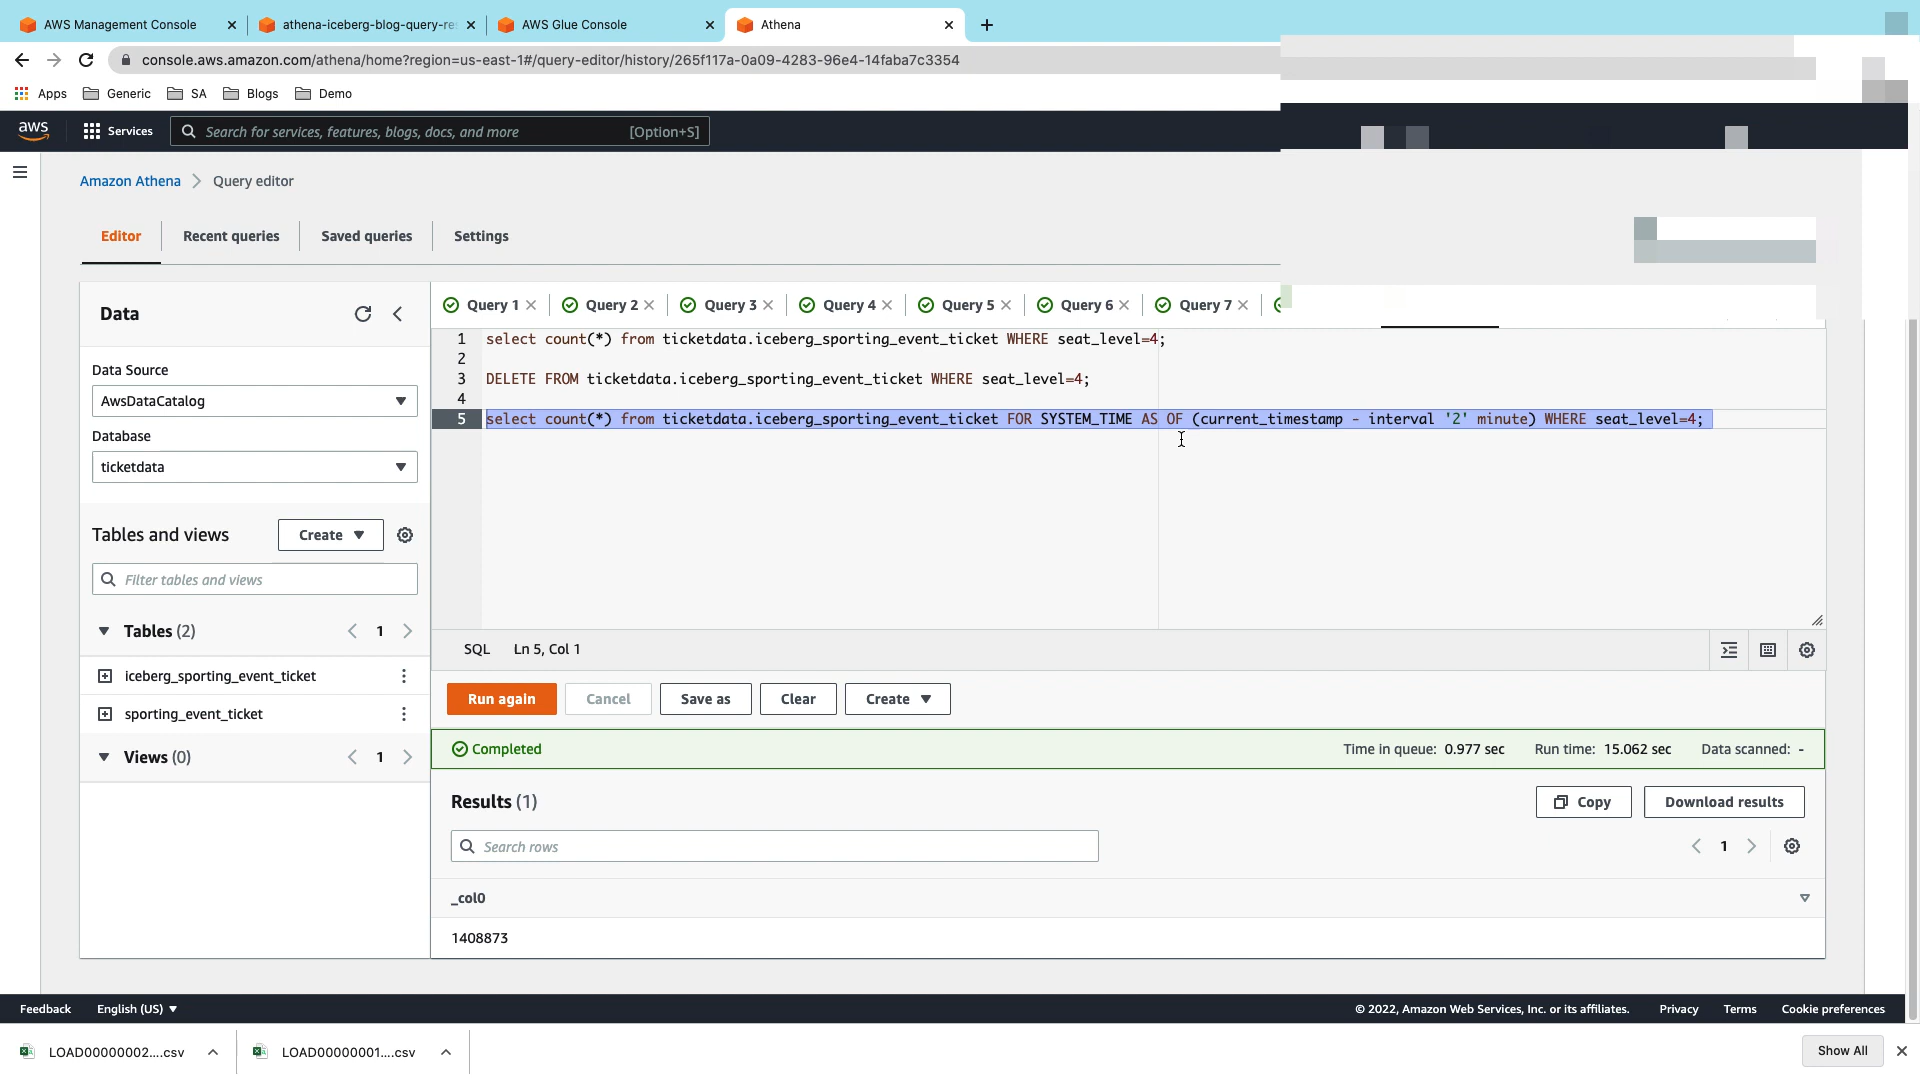 AWS Management Console
athena-iceberg-blog-query-re
AWS Glue Console
Athena
console.aws.amazon.com/athena/home?region=us-east-1#/query-editor/history/265f117a-0a09-4283-96e4-14faba7c3354
Apps
Generic
SA
Blogs
Demo
aws
Services
Search for services, features, blogs, docs, and more
[Option+S]
Amazon Athena
Query editor
Editor
Recent queries
Saved queries
Settings
Data
Data Source
AwsDataCatalog
Database
ticketdata
Tables and views
Create
Filter tables and views
Tables (2)
1
iceberg_sporting_event_ticket
sporting_event_ticket
Views (0)
1
Query 1
Query 2
Query 3
Query 4
Query 5
Query 6
Query 7
1 select count(*) from ticketdata.iceberg_sporting_event_ticket WHERE seat_level=4;
2
3 DELETE FROM ticketdata.iceberg_sporting_event_ticket WHERE seat_level=4;
4
5 select count(*) from ticketdata.iceberg_sporting_event_ticket FOR SYSTEM_TIME AS OF (current_timestamp - interval '2' minute) WHERE seat_level=4;
SQL
Ln 5, Col 1
Run again
Cancel
Save as
Clear
Create
Completed
Time in queue: 0.977 sec
Run time: 15.062 sec
Data scanned: -
Results (1)
Copy
Download results
Search rows
1
_col0
1408873
Feedback
English (US)
© 2022, Amazon Web Services, Inc. or its affiliates.
Privacy
Terms
Cookie preferences
LOAD00000002....csv
LOAD00000001....csv
Show All